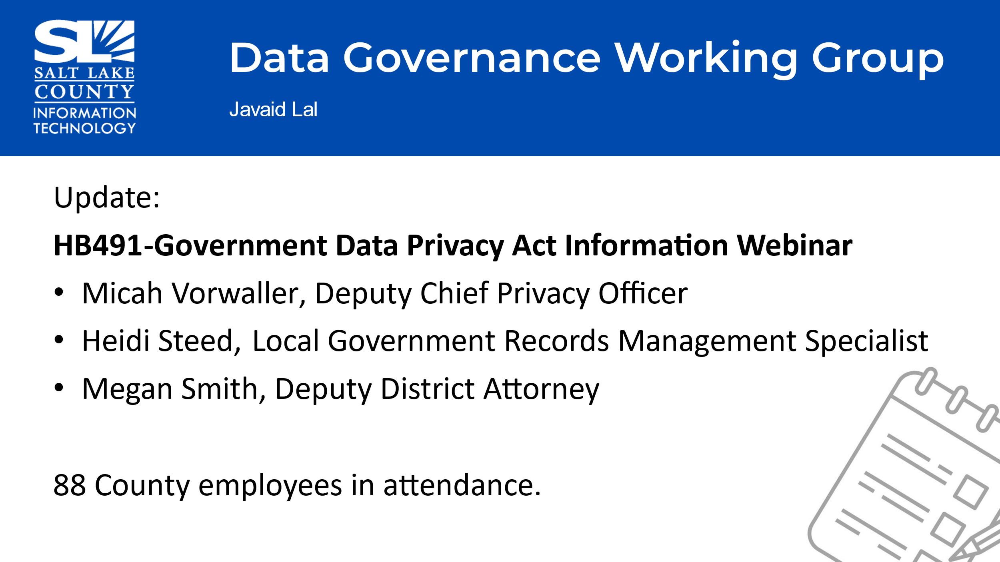 SL
SALT LAKE
COUNTY
INFORMATION
TECHNOLOGY
Data Governance Working Group
Javaid Lal
Update:
HB491-Government Data Privacy Act Information Webinar
• Micah Vorwaller, Deputy Chief Privacy Officer
• Heidi Steed, Local Government Records Management Specialist
• Megan Smith, Deputy District Attorney
88 County employees in attendance.